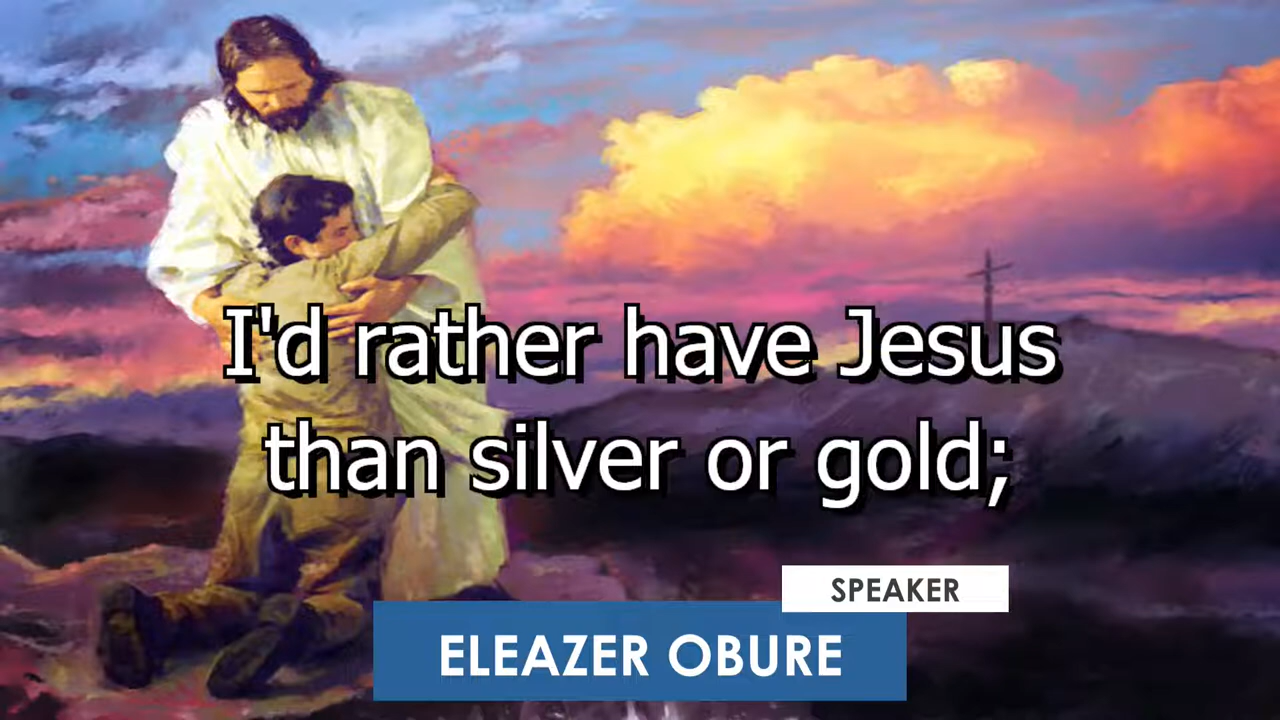 I'd rather have Jesus
than silver or gold;
SPEAKER
ELEAZER OBURE